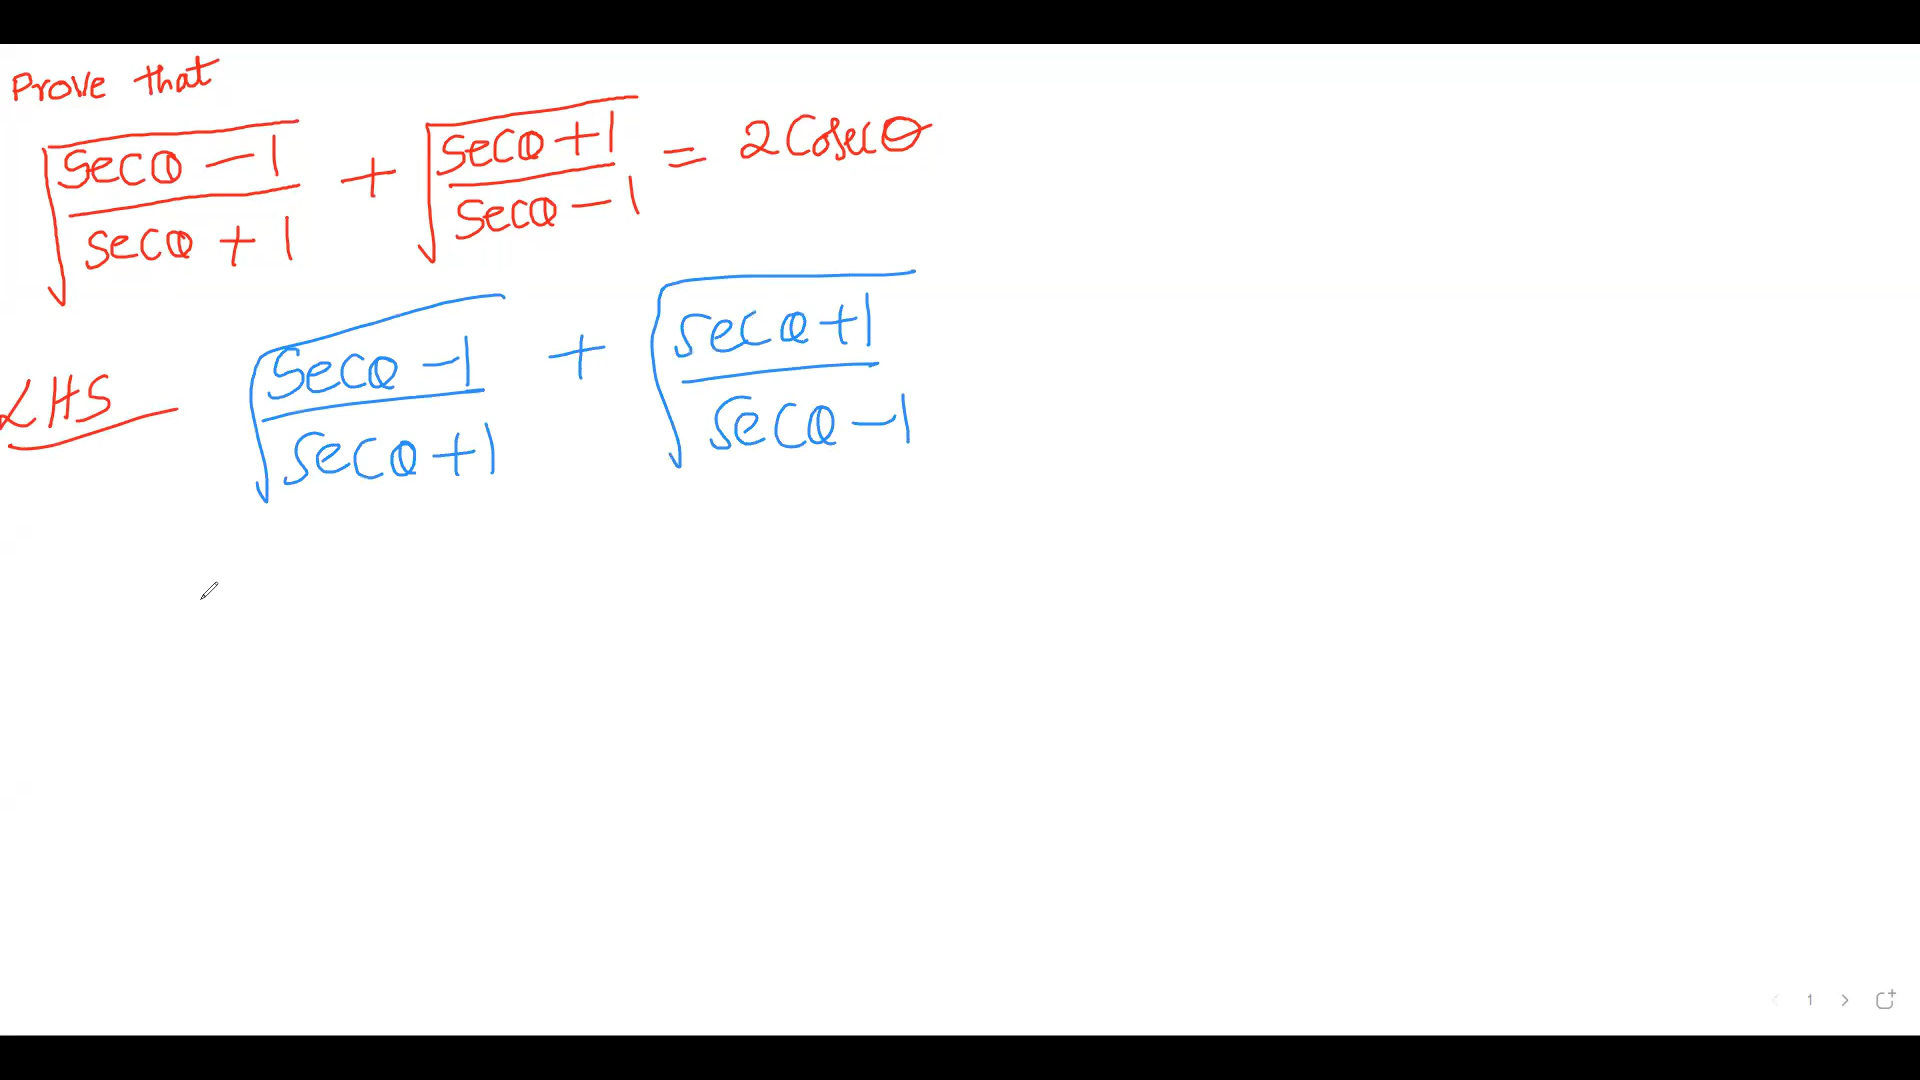 Prove that
√((secθ − 1)/(secθ + 1)) + √((secθ + 1)/(secθ − 1)) = 2Cosecθ
LHS √((secθ − 1)/(secθ + 1)) + √((secθ + 1)/(secθ − 1))
1